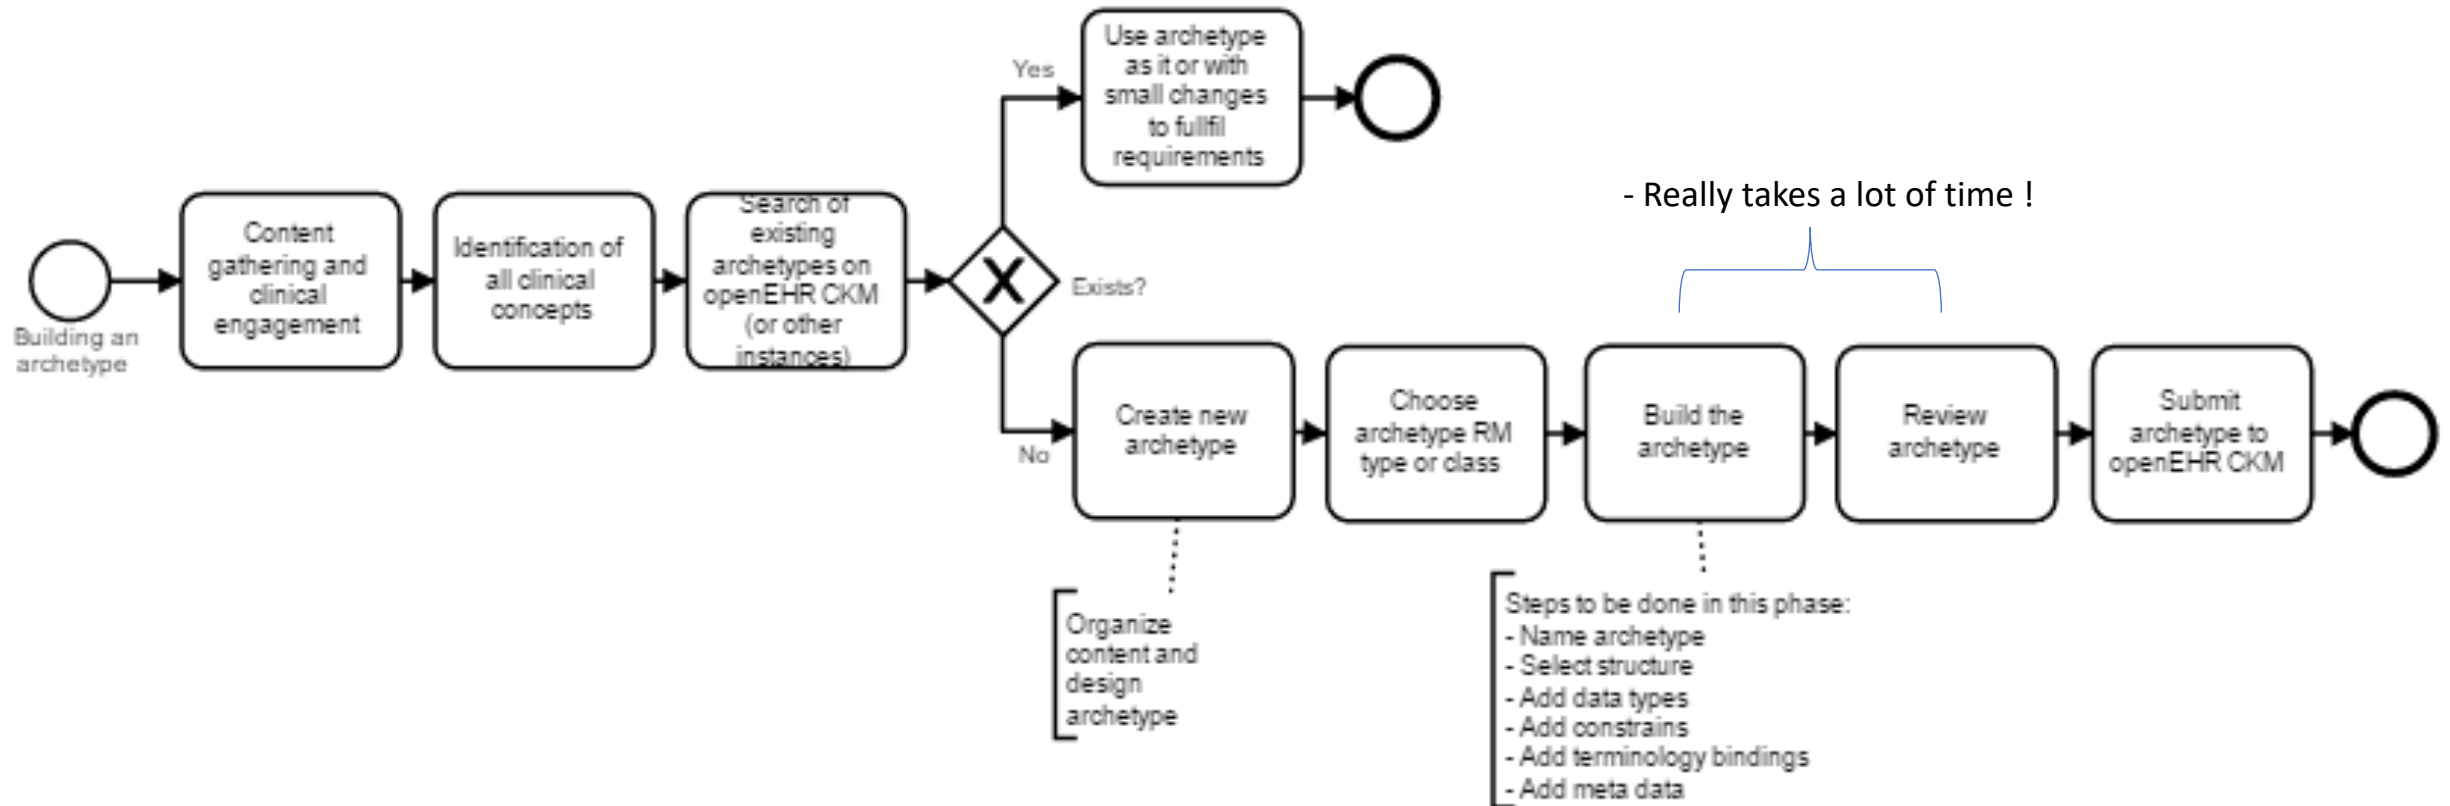 Building an
archetype
Content
gathering and
clinical
engagement
Identification of
all clinical
concepts
Search of
existing
archetypes on
openEHR CKM
(or other
instances)
Exists?
Yes
Use archetype
as it or with
small changes
to fullfil
requirements
No
Create new
archetype
Organize
content and
design
archetype
Choose
archetype RM
type or class
- Really takes a lot of time !
Build the
archetype
Steps to be done in this phase:
- Name archetype
- Select structure
- Add data types
- Add constrains
- Add terminology bindings
- Add meta data
Review
archetype
Submit
archetype to
openEHR CKM